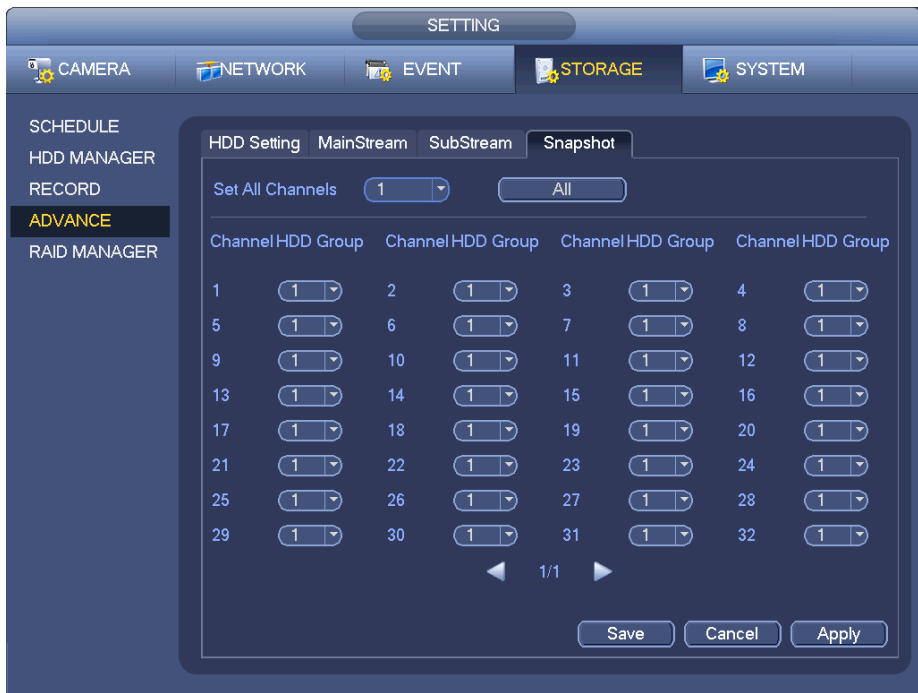 SETTING
CAMERA NETWORK EVENT STORAGE SYSTEM
SCHEDULE
HDD MANAGER
RECORD
ADVANCE
RAID MANAGER
HDD Setting MainStream SubStream Snapshot
Set All Channels 1 All
Channel HDD Group Channel HDD Group Channel HDD Group Channel HDD Group
1 1 2 1 3 1 4 1
5 1 6 1 7 1 8 1
9 1 10 1 11 1 12 1
13 1 14 1 15 1 16 1
17 1 18 1 19 1 20 1
21 1 22 1 23 1 24 1
25 1 26 1 27 1 28 1
29 1 30 1 31 1 32 1
1/1
Save Cancel Apply